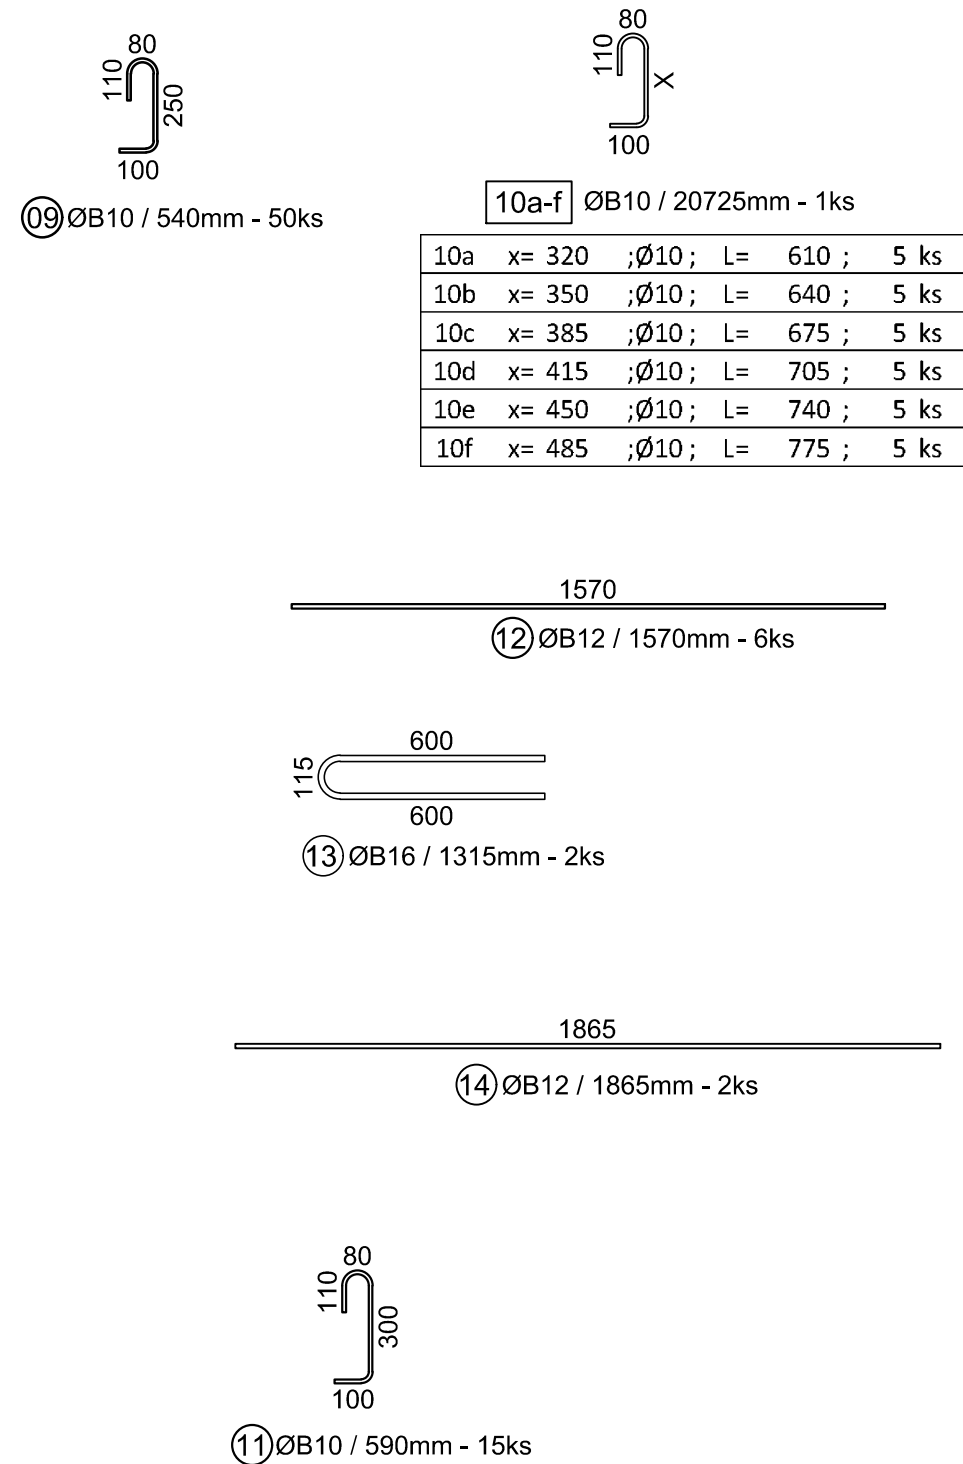 80
110
250
100
09 ØB10 / 540mm - 50ks
80
110
X
100
10a-f ØB10 / 20725mm - 1ks
10a x= 320 ;Ø10 ; L= 610 ; 5 ks
10b x= 350 ;Ø10 ; L= 640 ; 5 ks
10c x= 385 ;Ø10 ; L= 675 ; 5 ks
10d x= 415 ;Ø10 ; L= 705 ; 5 ks
10e x= 450 ;Ø10 ; L= 740 ; 5 ks
10f x= 485 ;Ø10 ; L= 775 ; 5 ks
1570
12 ØB12 / 1570mm - 6ks
600
115
600
13 ØB16 / 1315mm - 2ks
1865
14 ØB12 / 1865mm - 2ks
80
110
300
100
11 ØB10 / 590mm - 15ks